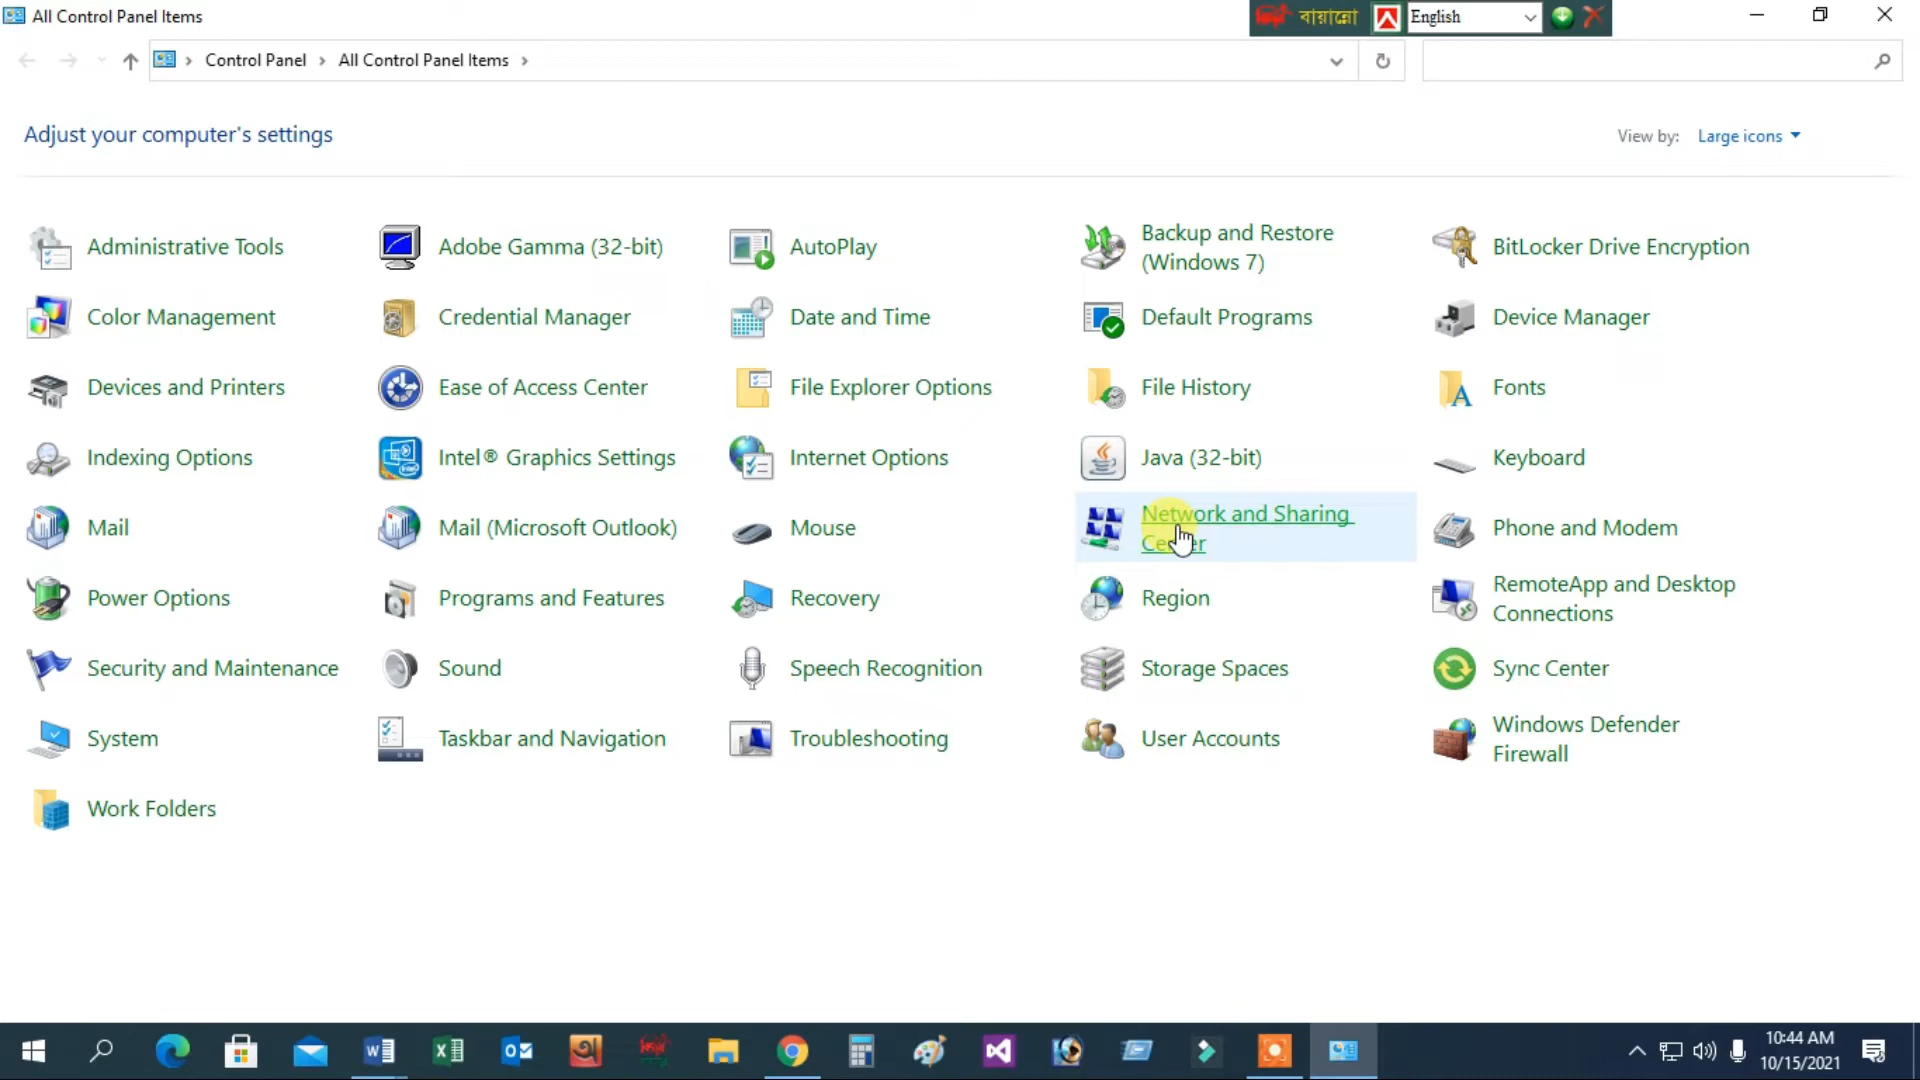 All Control Panel Items
বায়ান্নো
English
Control Panel
All Control Panel Items
Adjust your computer's settings
View by: Large icons
Administrative Tools
Adobe Gamma (32-bit)
AutoPlay
Backup and Restore
(Windows 7)
BitLocker Drive Encryption
Color Management
Credential Manager
Date and Time
Default Programs
Device Manager
Devices and Printers
Ease of Access Center
File Explorer Options
File History
Fonts
Indexing Options
Intel® Graphics Settings
Internet Options
Java (32-bit)
Keyboard
Mail
Mail (Microsoft Outlook)
Mouse
Network and Sharing
Center
Phone and Modem
Power Options
Programs and Features
Recovery
Region
RemoteApp and Desktop
Connections
Security and Maintenance
Sound
Speech Recognition
Storage Spaces
Sync Center
System
Taskbar and Navigation
Troubleshooting
User Accounts
Windows Defender
Firewall
Work Folders
10:44 AM
10/15/2021